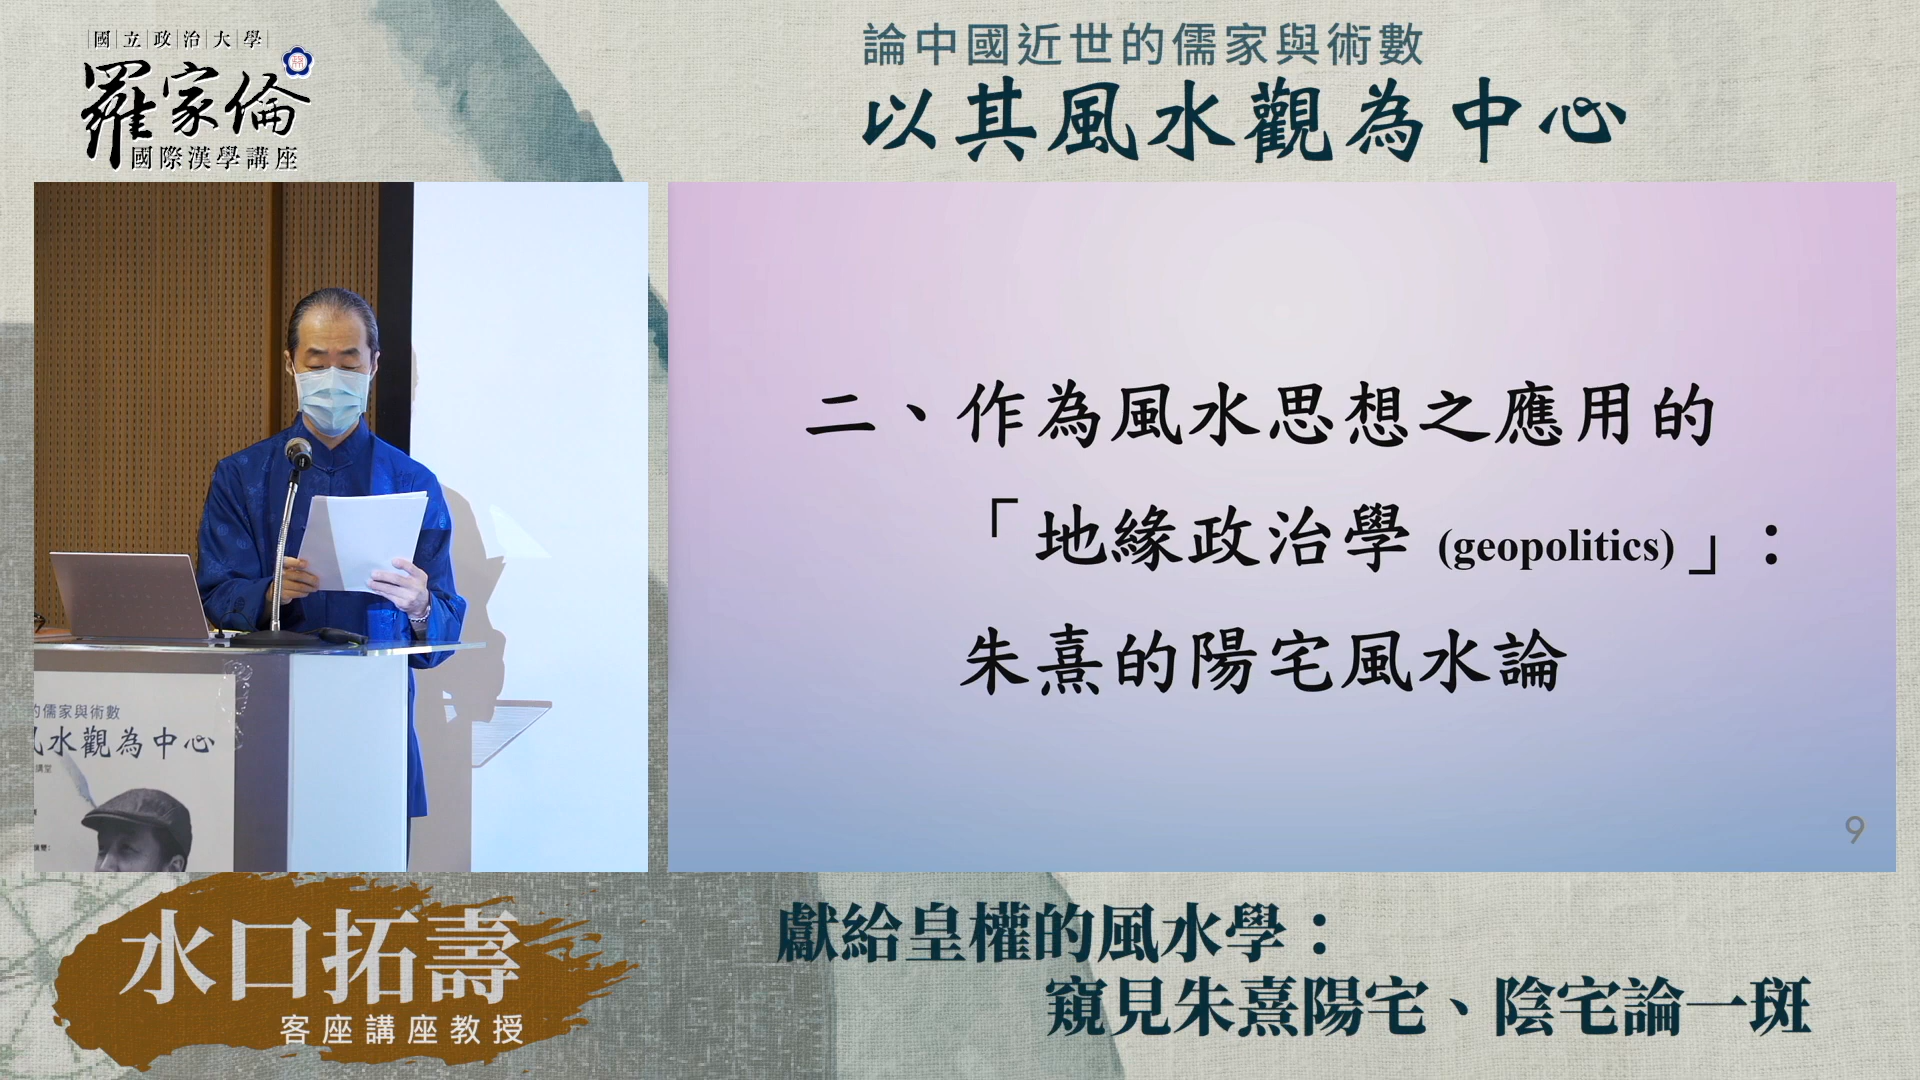 國立政治大學
羅家倫
國際漢學講座
論中國近世的儒家與術數
以其風水觀為中心
二、作為風水思想之應用的
「地緣政治學 (geopolitics)」：
朱熹的陽宅風水論
9
的儒家與術數
風水觀為中心
講堂
水口拓壽
客座講座教授
獻給皇權的風水學：
窺見朱熹陽宅、陰宅論一斑